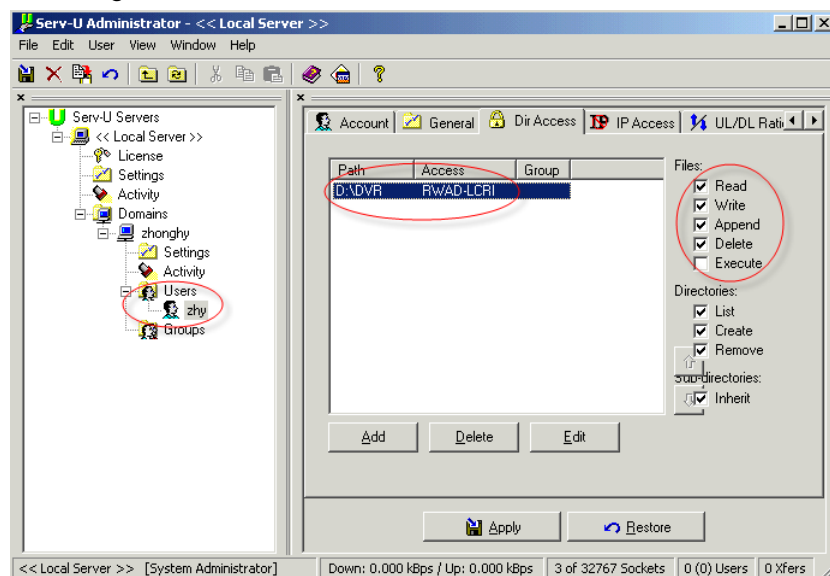 Serv-U Administrator - << Local Server >>
File Edit User View Window Help
Serv-U Servers
<< Local Server >>
License
Settings
Activity
Domains
zhonghy
Settings
Activity
Users
zhy
Groups
Account General Dir Access IP Access UL/DL Rati
Path Access Group
D:\DVR RWAD-LCRI
Files:
Read
Write
Append
Delete
Execute
Directories:
List
Create
Remove
Sub-directories:
Inherit
Add Delete Edit
Apply Restore
<< Local Server >> [System Administrator] Down: 0.000 kBps / Up: 0.000 kBps 3 of 32767 Sockets 0 (0) Users 0 Xfers